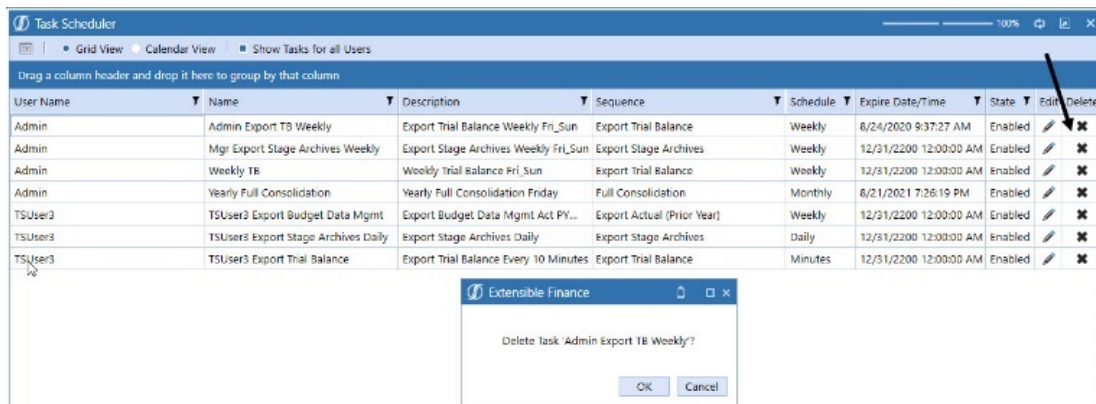 Task Scheduler 100%
Grid View Calendar View Show Tasks for all Users
Drag a column header and drop it here to group by that column
User Name Name Description Sequence Schedule Expire Date/Time State Edit Delete
Admin Admin Export TB Weekly Export Trial Balance Weekly Fri_Sun Export Trial Balance Weekly 8/24/2020 9:37:27 AM Enabled
Admin Mgr Export Stage Archives Weekly Export Stage Archives Weekly Fri_Sun Export Stage Archives Weekly 12/31/2200 12:00:00 AM Enabled
Admin Weekly TB Weekly Trial Balance Fri_Sun Export Trial Balance Weekly 12/31/2200 12:00:00 AM Enabled
Admin Yearly Full Consolidation Yearly Full Consolidation Friday Full Consolidation Monthly 8/21/2021 7:26:19 PM Enabled
TSUser3 TSUser3 Export Budget Data Mgmt Export Budget Data Mgmt Act PY... Export Actual (Prior Year) Weekly 12/31/2200 12:00:00 AM Enabled
TSUser3 TSUser3 Export Stage Archives Daily Export Stage Archives Daily Export Stage Archives Daily 12/31/2200 12:00:00 AM Enabled
TSUser3 TSUser3 Export Trial Balance Export Trial Balance Every 10 Minutes Export Trial Balance Minutes 12/31/2200 12:00:00 AM Enabled
Extensible Finance
Delete Task 'Admin Export TB Weekly'?
OK Cancel